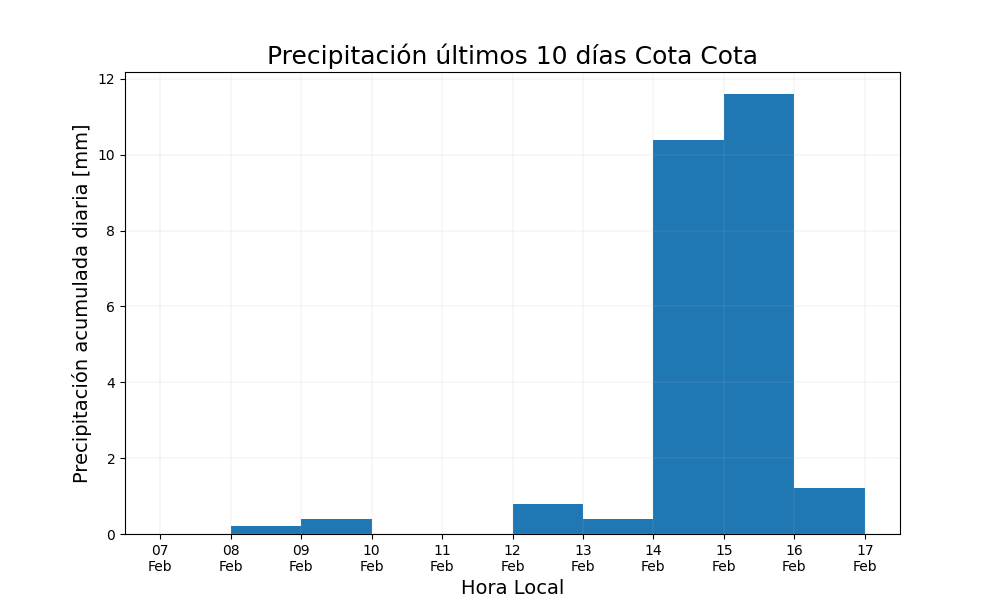 Precipitación últimos 10 días Cota Cota
Precipitación acumulada diaria [mm]
12
10
8
6
4
2
0
07 08 09 10 11 12 13 14 15 16 17
Feb Feb Feb Feb Feb Feb Feb Feb Feb Feb Feb
Hora Local